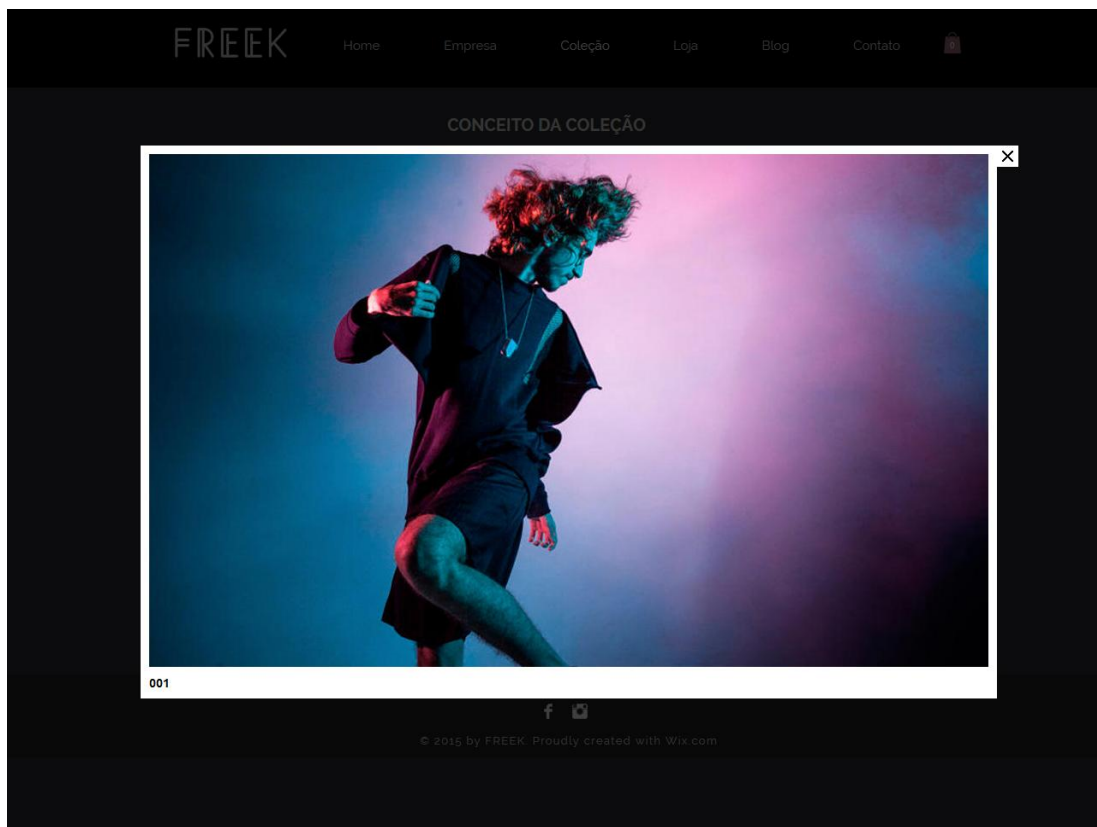 FREEK
Home Empresa Coleção Loja Blog Contato 0
CONCEITO DA COLEÇÃO
001
© 2015 by FREEK. Proudly created with Wix.com